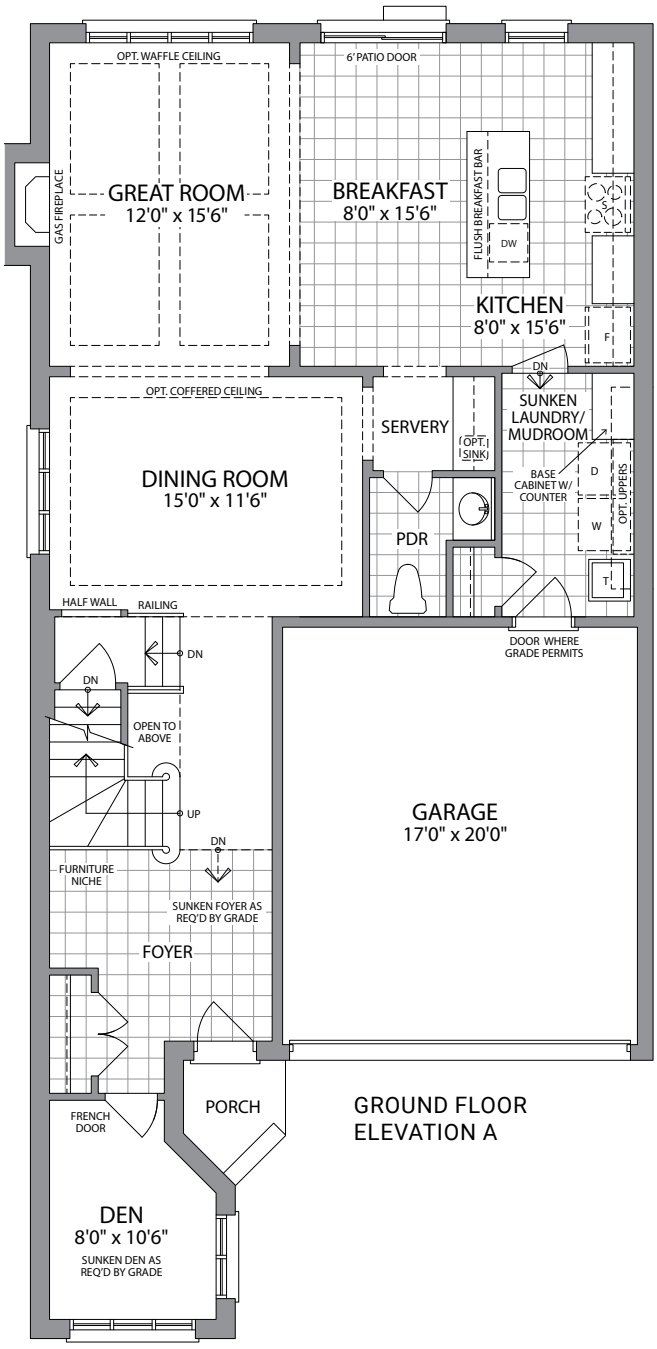 OPT. WAFFLE CEILING
6' PATIO DOOR
GAS FIREPLACE
GREAT ROOM
12'0" x 15'6"
BREAKFAST
8'0" x 15'6"
FLUSH BREAKFAST BAR
DW
S
KITCHEN
8'0" x 15'6"
F
DN
OPT. COFFERED CEILING
SERVERY
OPT.
SINK
SUNKEN
LAUNDRY/
MUDROOM
BASE
CABINET W/
COUNTER
D
W
OPT. UPPERS
T
DINING ROOM
15'0" x 11'6"
PDR
HALF WALL
RAILING
DOOR WHERE
GRADE PERMITS
DN
DN
OPEN TO
ABOVE
UP
GARAGE
17'0" x 20'0"
DN
FURNITURE
NICHE
SUNKEN FOYER AS
REQ'D BY GRADE
FOYER
FRENCH
DOOR
PORCH
GROUND FLOOR
ELEVATION A
DEN
8'0" x 10'6"
SUNKEN DEN AS
REQ'D BY GRADE